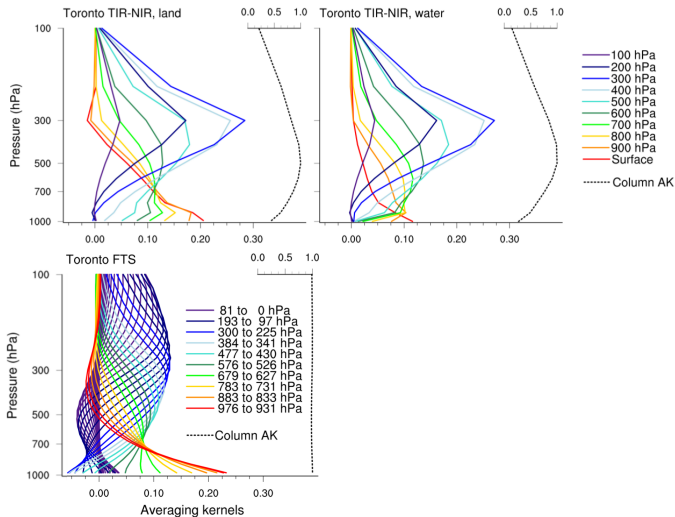 Toronto TIR-NIR, land
0.0 0.5 1.0
Toronto TIR-NIR, water
0.0 0.5 1.0
Pressure (hPa)
100
300
500
700
1000
0.00 0.10 0.20 0.30
100
300
500
700
1000
0.00 0.10 0.20 0.30
100 hPa
200 hPa
300 hPa
400 hPa
500 hPa
600 hPa
700 hPa
800 hPa
900 hPa
Surface
Column AK
Toronto FTS
0.0 0.5 1.0
Pressure (hPa)
100
300
500
700
1000
0.00 0.10 0.20 0.30
Averaging kernels
81 to 0 hPa
193 to 97 hPa
300 to 225 hPa
384 to 341 hPa
477 to 430 hPa
576 to 526 hPa
679 to 627 hPa
783 to 731 hPa
883 to 833 hPa
976 to 931 hPa
Column AK